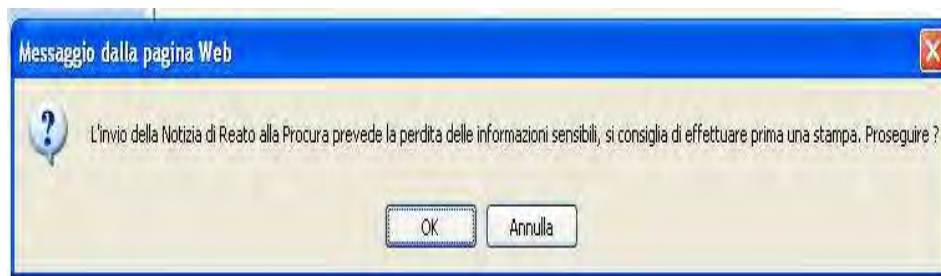 Messaggio dalla pagina Web
L'invio della Notizia di Reato alla Procura prevede la perdita delle informazioni sensibili, si consiglia di effettuare prima una stampa. Proseguire ?
OK
Annulla